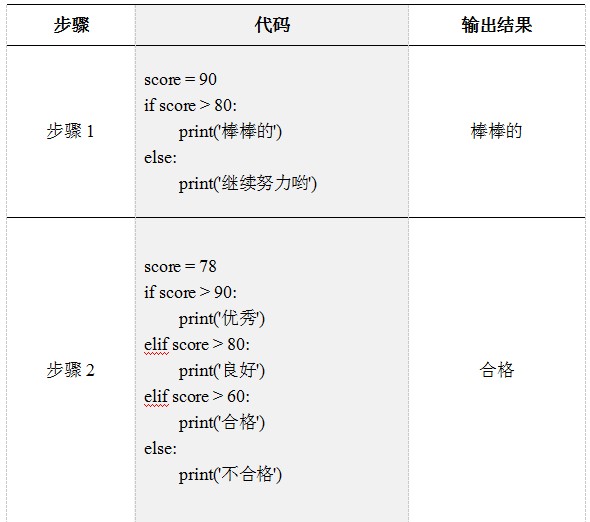 步骤 代码 输出结果
score = 90
if score > 80:
print('棒棒的')
步骤 1 棒棒的
else:
print('继续努力哟')
score = 78
if score > 90:
print('优秀')
elif score > 80:
print('良好')
步骤 2 合格
elif score > 60:
print('合格')
else:
print('不合格')